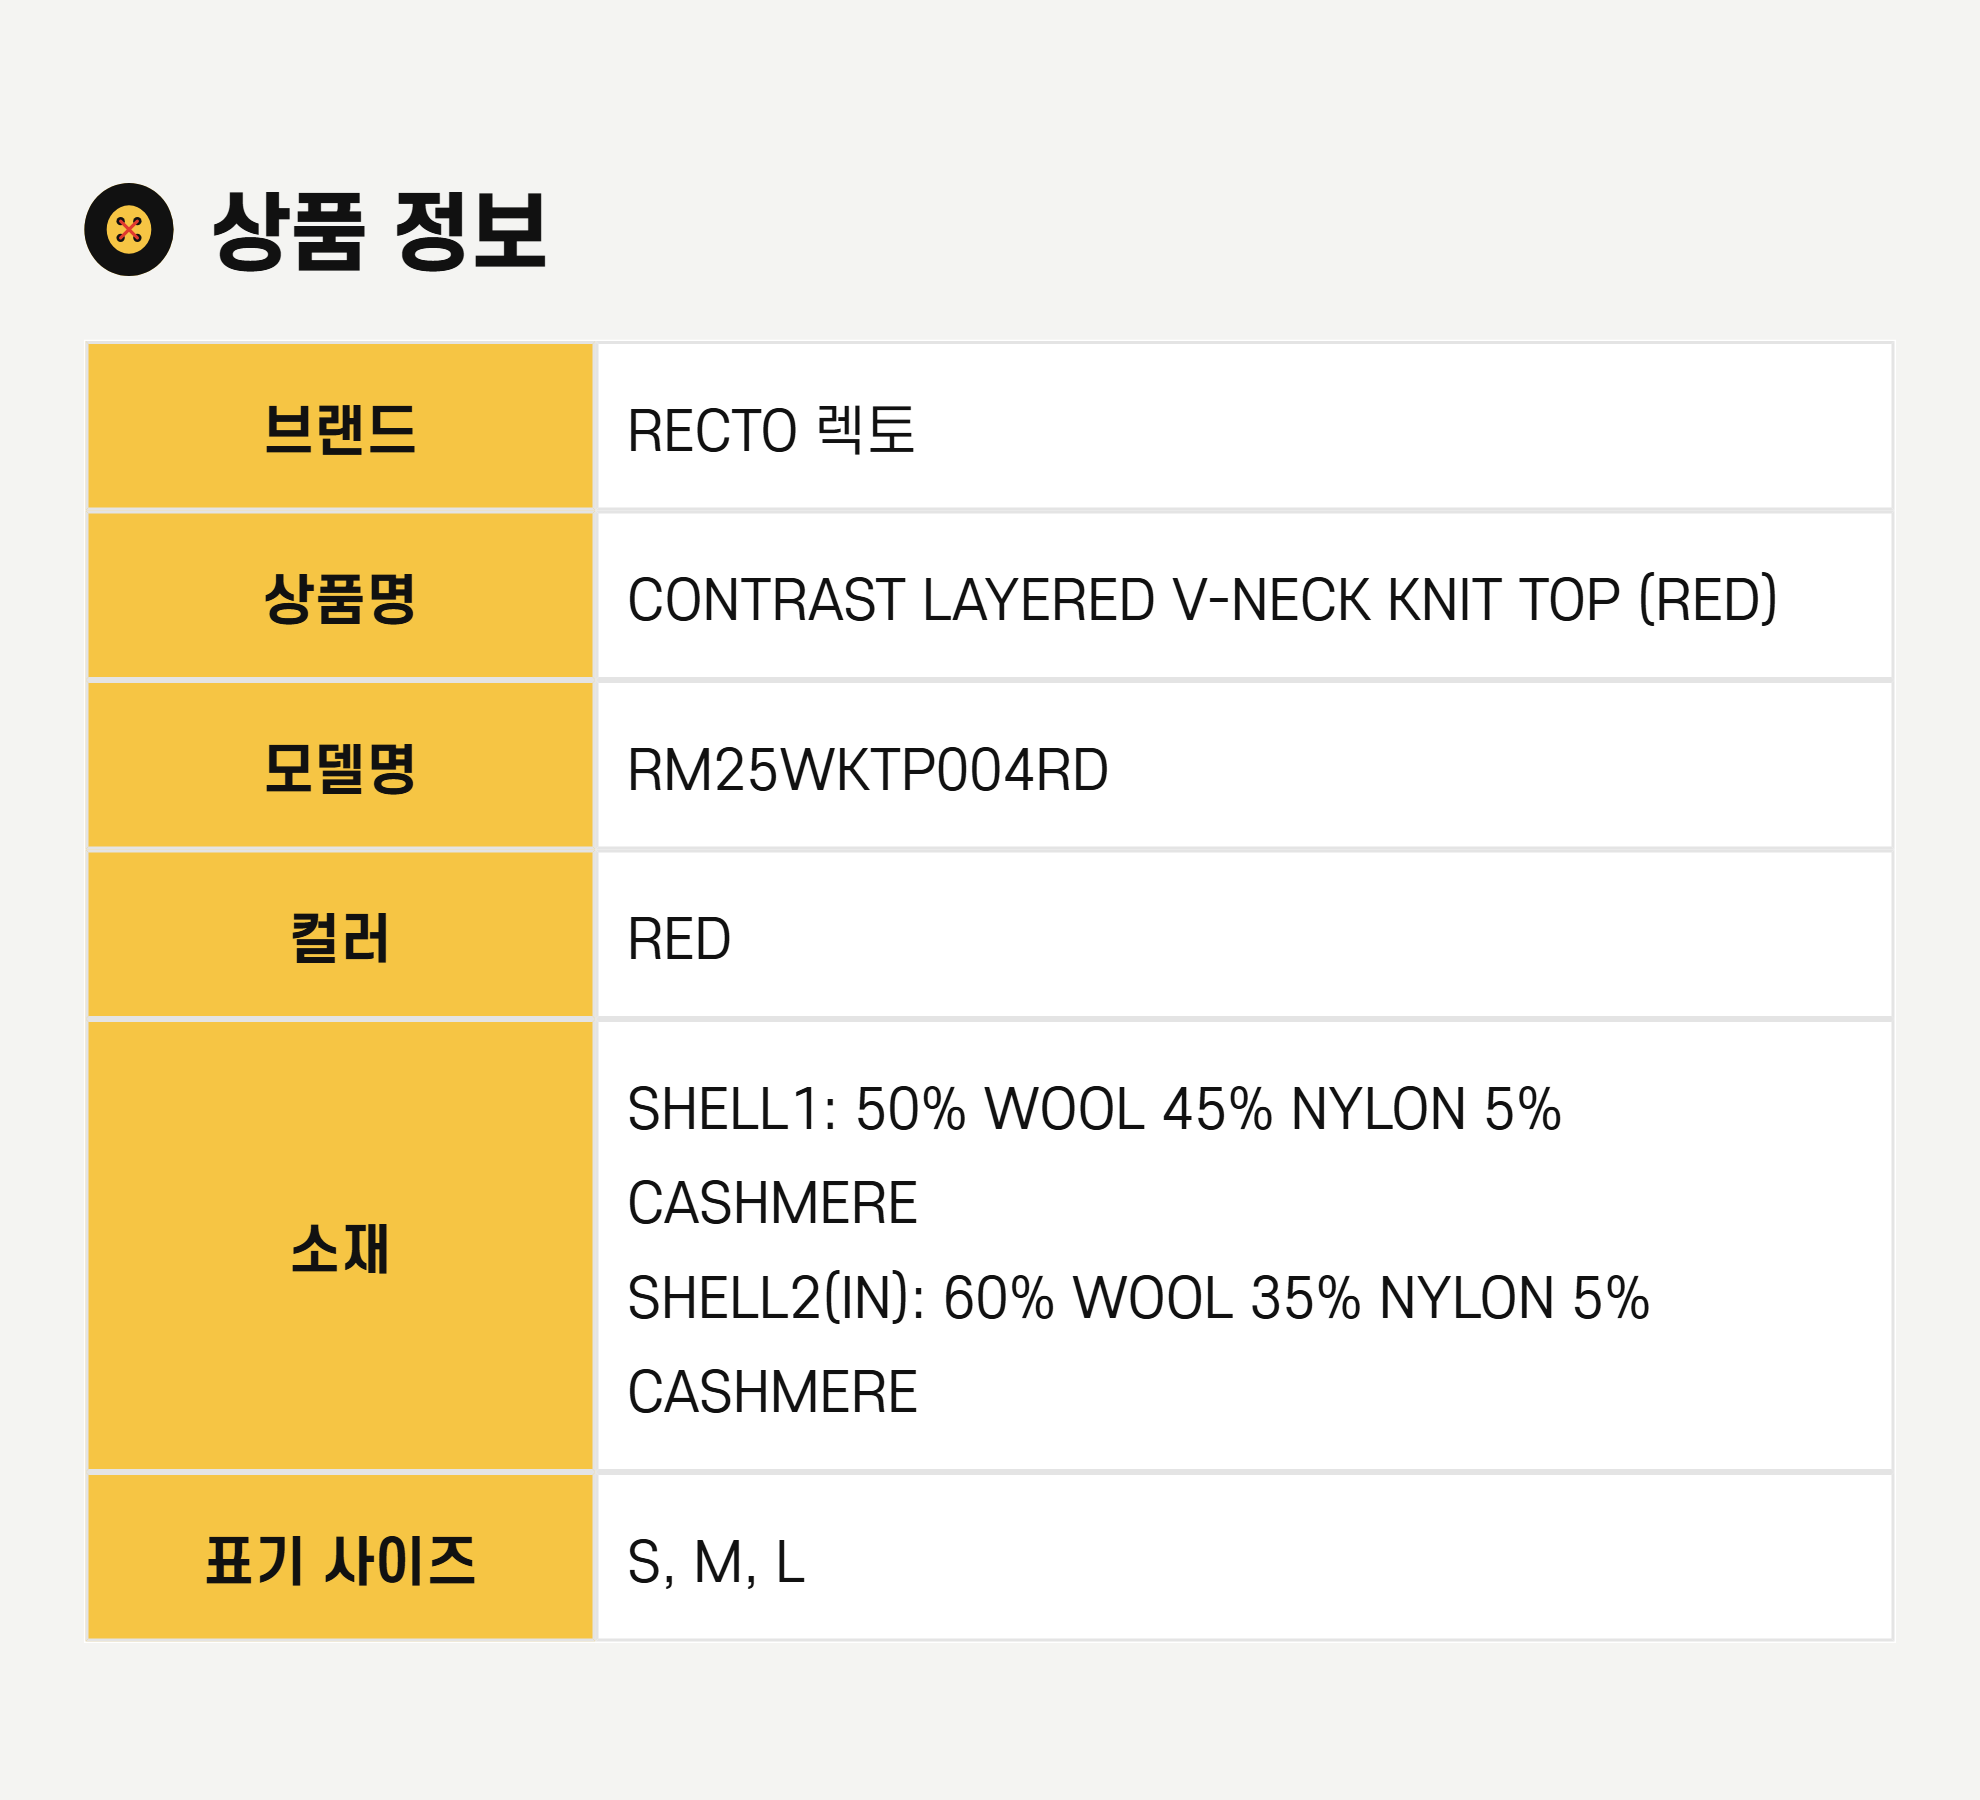 상품 정보
브랜드
RECTO 렉토
상품명
CONTRAST LAYERED V-NECK KNIT TOP (RED)
모델명
RM25WKTP004RD
컬러
RED
소재
SHELL1: 50% WOOL 45% NYLON 5%
CASHMERE
SHELL2(IN): 60% WOOL 35% NYLON 5%
CASHMERE
표기 사이즈
S, M, L